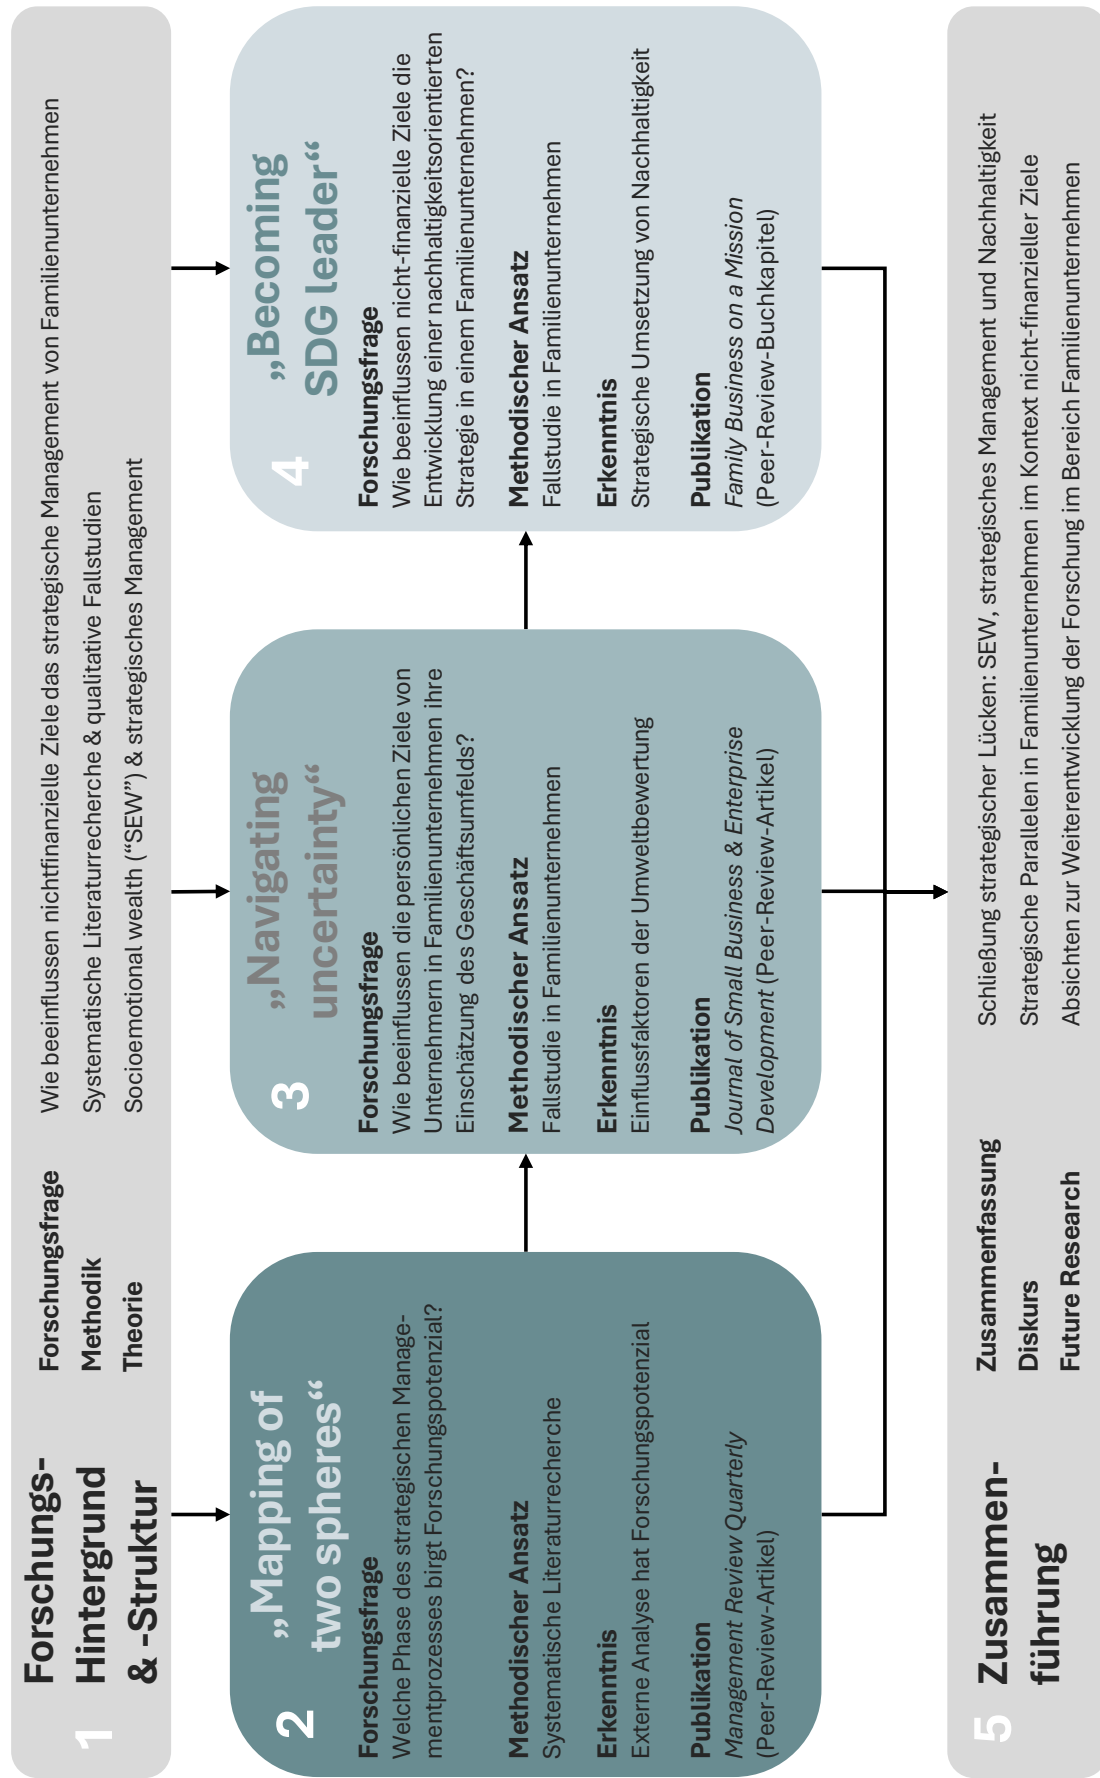 1
Forschungs-
Hintergrund
& -Struktur
Forschungsfrage
Wie beeinflussen nichtfinanzielle Ziele das strategische Management von Familienunternehmen
Methodik
Systematische Literaturrecherche & qualitative Fallstudien
Theorie
Socioemotional wealth (“SEW”) & strategisches Management
2
„Mapping of
two spheres“
Forschungsfrage
Welche Phase des strategischen Manage-
mentprozesses birgt Forschungspotenzial?
Methodischer Ansatz
Systematische Literaturrecherche
Erkenntnis
Externe Analyse hat Forschungspotenzial
Publikation
Management Review Quarterly
(Peer-Review-Artikel)
3
„Navigating
uncertainty“
Forschungsfrage
Wie beeinflussen die persönlichen Ziele von
Unternehmern in Familienunternehmen ihre
Einschätzung des Geschäftsumfelds?
Methodischer Ansatz
Fallstudie in Familienunternehmen
Erkenntnis
Einflussfaktoren der Umweltbewertung
Publikation
Journal of Small Business & Enterprise
Development (Peer-Review-Artikel)
4
„Becoming
SDG leader“
Forschungsfrage
Wie beeinflussen nicht-finanzielle Ziele die
Entwicklung einer nachhaltigkeitsorientierten
Strategie in einem Familienunternehmen?
Methodischer Ansatz
Fallstudie in Familienunternehmen
Erkenntnis
Strategische Umsetzung von Nachhaltigkeit
Publikation
Family Business on a Mission
(Peer-Review-Buchkapitel)
5
Zusammen-
führung
Zusammenfassung
Schließung strategischer Lücken: SEW, strategisches Management und Nachhaltigkeit
Diskurs
Strategische Parallelen in Familienunternehmen im Kontext nicht-finanzieller Ziele
Future Research
Absichten zur Weiterentwicklung der Forschung im Bereich Familienunternehmen